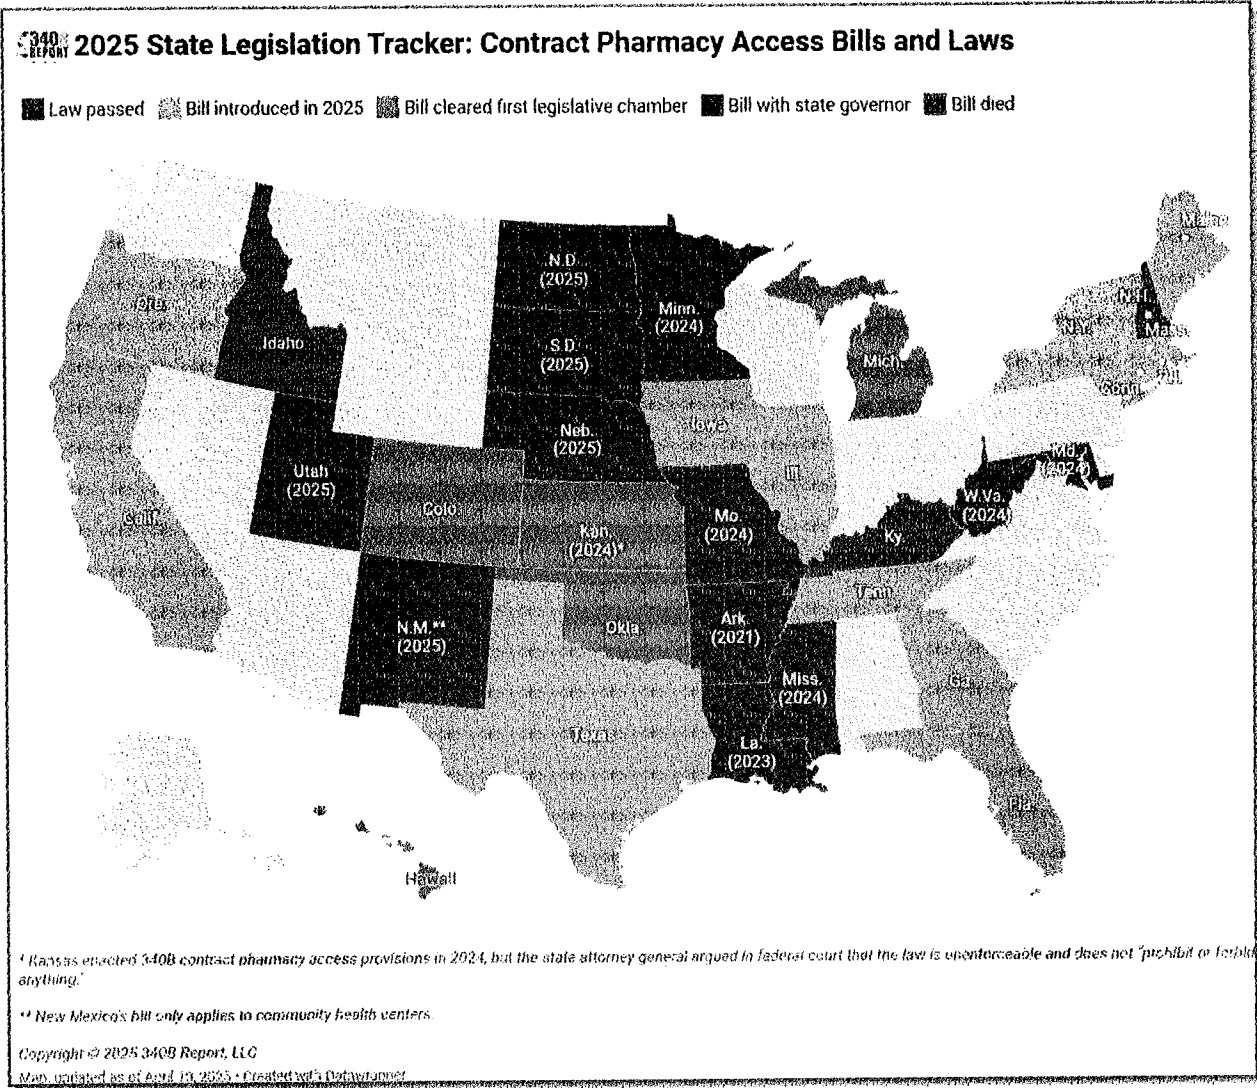 340B REPORT 2025 State Legislation Tracker: Contract Pharmacy Access Bills and Laws
Law passed Bill introduced in 2025 Bill cleared first legislative chamber Bill with state governor Bill died
Maine
N.D.
(2025)
Minn.
(2024)
N.H.
Ore.
N.Y.
Mass.
Idaho
S.D.
(2025)
Mich.
R.I.
Conn.
Iowa
Neb.
(2025)
Md.
(2024)
Utah
(2025)
Ill.
W.Va.
(2024)
Colo.
Calif.
Mo.
(2024)
Kan.
(2024)*
Ky.
Tenn.
N.M.**
(2025)
Okla.
Ark.
(2021)
Miss.
(2024)
Ga.
Texas
La.
(2023)
Fla.
Hawaii
* Kansas enacted 340B contract pharmacy access provisions in 2024, but the state attorney general argued in federal court that the law is unenforceable and does not "prohibit or forbid
anything."
** New Mexico's bill only applies to community health centers.
Copyright © 2025 340B Report, LLC
Map updated as of April 19, 2025 • Created with Datawrapper